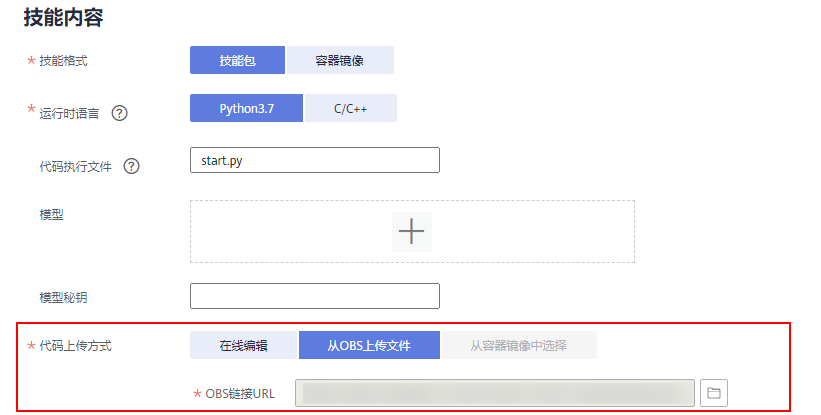 技能内容
* 技能格式 技能包 容器镜像
* 运行时语言 ? Python3.7 C/C++
代码执行文件 ? start.py
模型
模型秘钥
* 代码上传方式 在线编辑 从OBS上传文件 从容器镜像中选择
* OBS链接URL